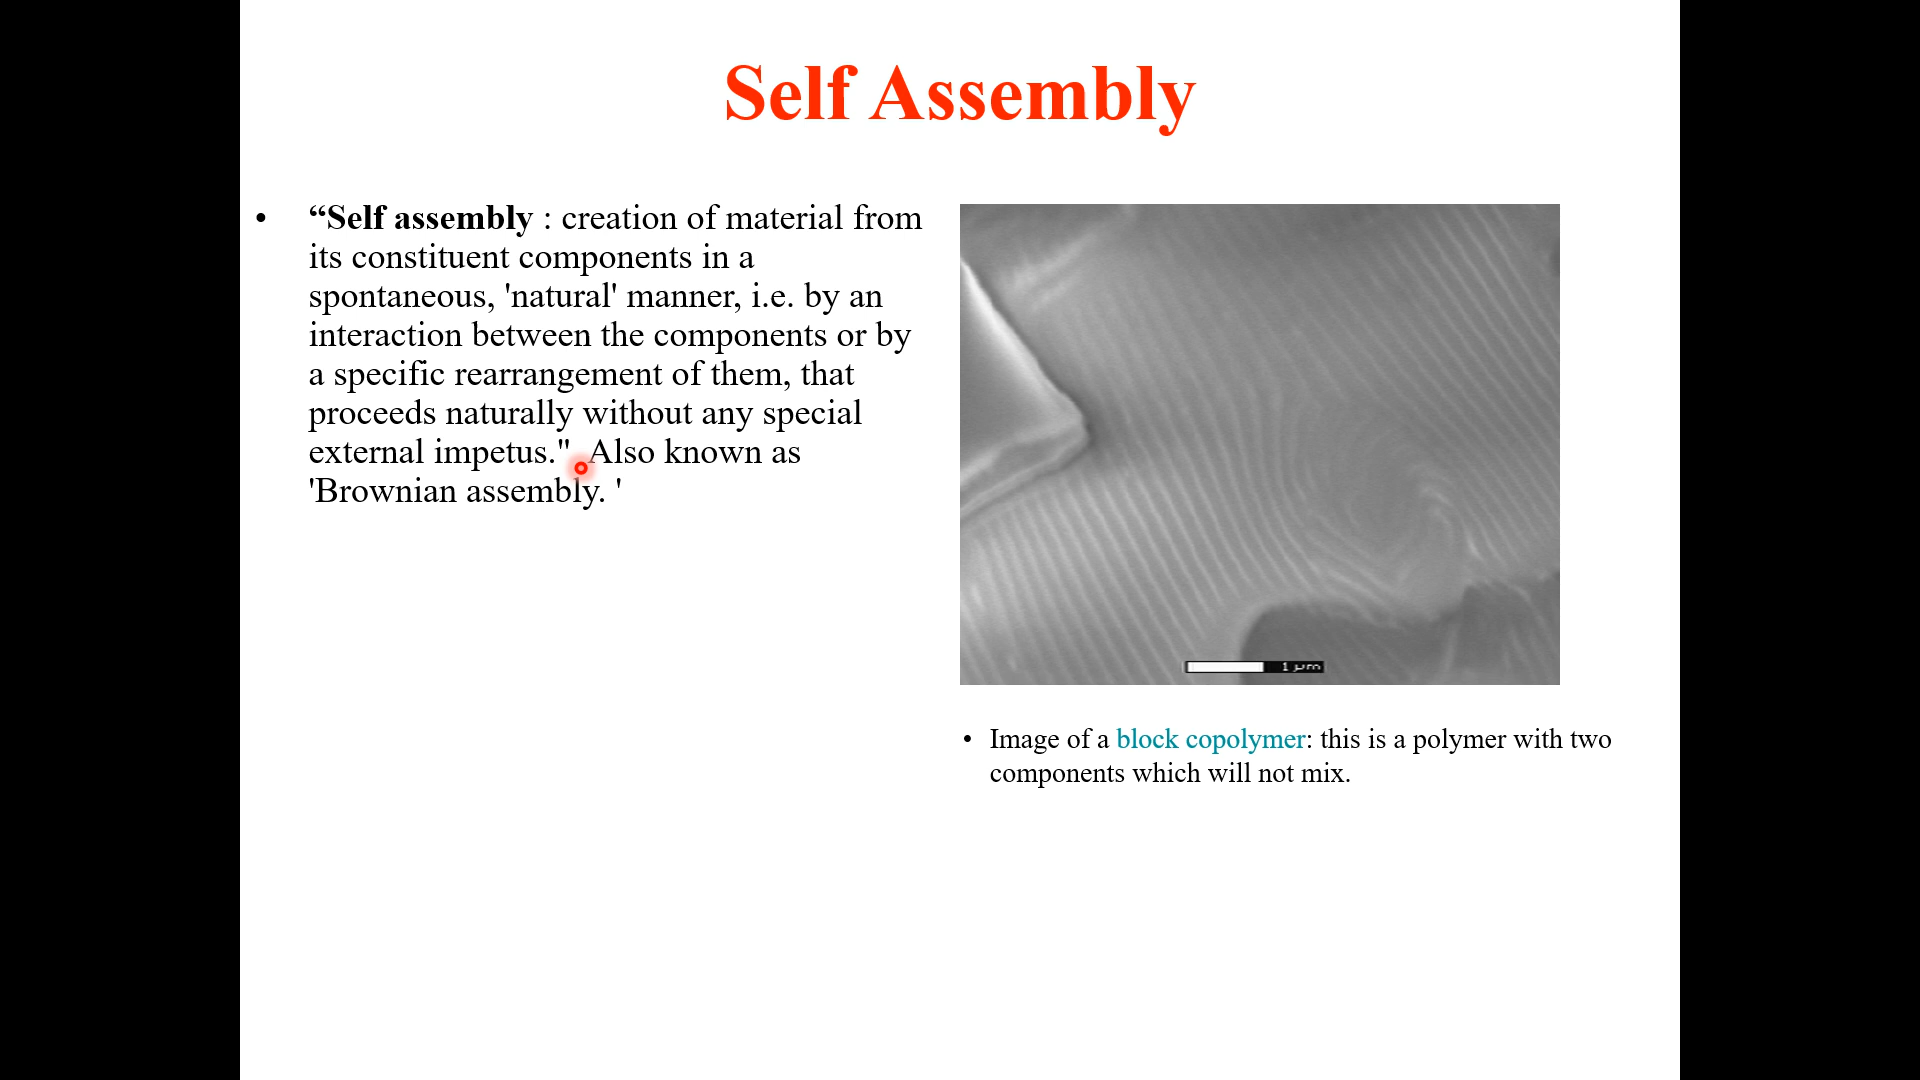 Self Assembly
• “Self assembly : creation of material from
its constituent components in a
spontaneous, 'natural' manner, i.e. by an
interaction between the components or by
a specific rearrangement of them, that
proceeds naturally without any special
external impetus." Also known as
'Brownian assembly. '
1 μm
• Image of a block copolymer: this is a polymer with two
components which will not mix.